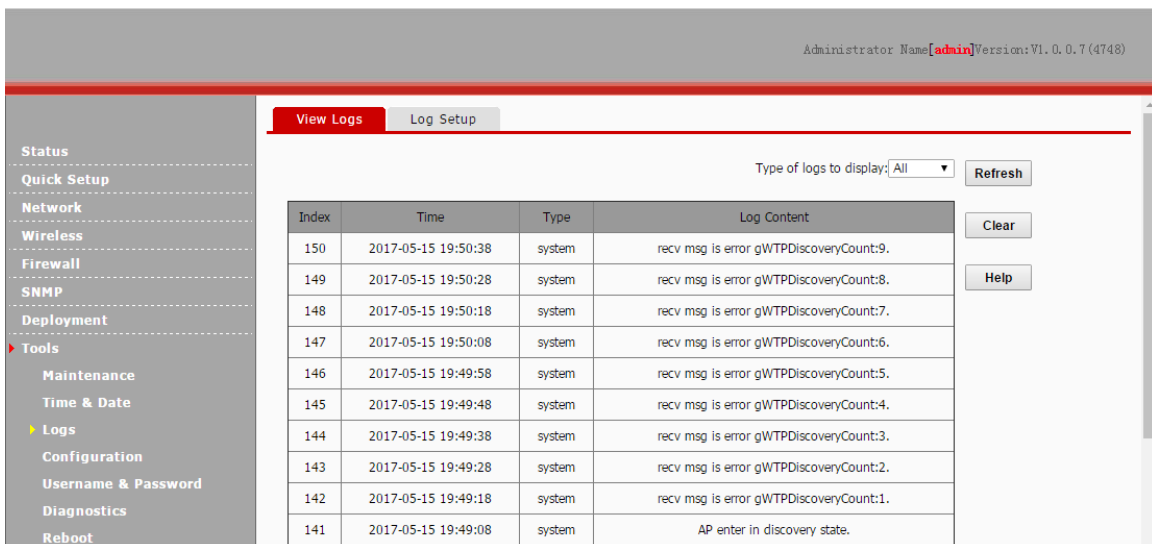 Administrator Name[admin]Version:V1.0.0.7(4748)
View Logs Log Setup
Status
Quick Setup
Network
Wireless
Firewall
SNMP
Deployment
Tools
Maintenance
Time & Date
Logs
Configuration
Username & Password
Diagnostics
Reboot
Type of logs to display: All Refresh
Clear
Help
Index Time Type Log Content
150 2017-05-15 19:50:38 system recv msg is error gWTPDiscoveryCount:9.
149 2017-05-15 19:50:28 system recv msg is error gWTPDiscoveryCount:8.
148 2017-05-15 19:50:18 system recv msg is error gWTPDiscoveryCount:7.
147 2017-05-15 19:50:08 system recv msg is error gWTPDiscoveryCount:6.
146 2017-05-15 19:49:58 system recv msg is error gWTPDiscoveryCount:5.
145 2017-05-15 19:49:48 system recv msg is error gWTPDiscoveryCount:4.
144 2017-05-15 19:49:38 system recv msg is error gWTPDiscoveryCount:3.
143 2017-05-15 19:49:28 system recv msg is error gWTPDiscoveryCount:2.
142 2017-05-15 19:49:18 system recv msg is error gWTPDiscoveryCount:1.
141 2017-05-15 19:49:08 system AP enter in discovery state.